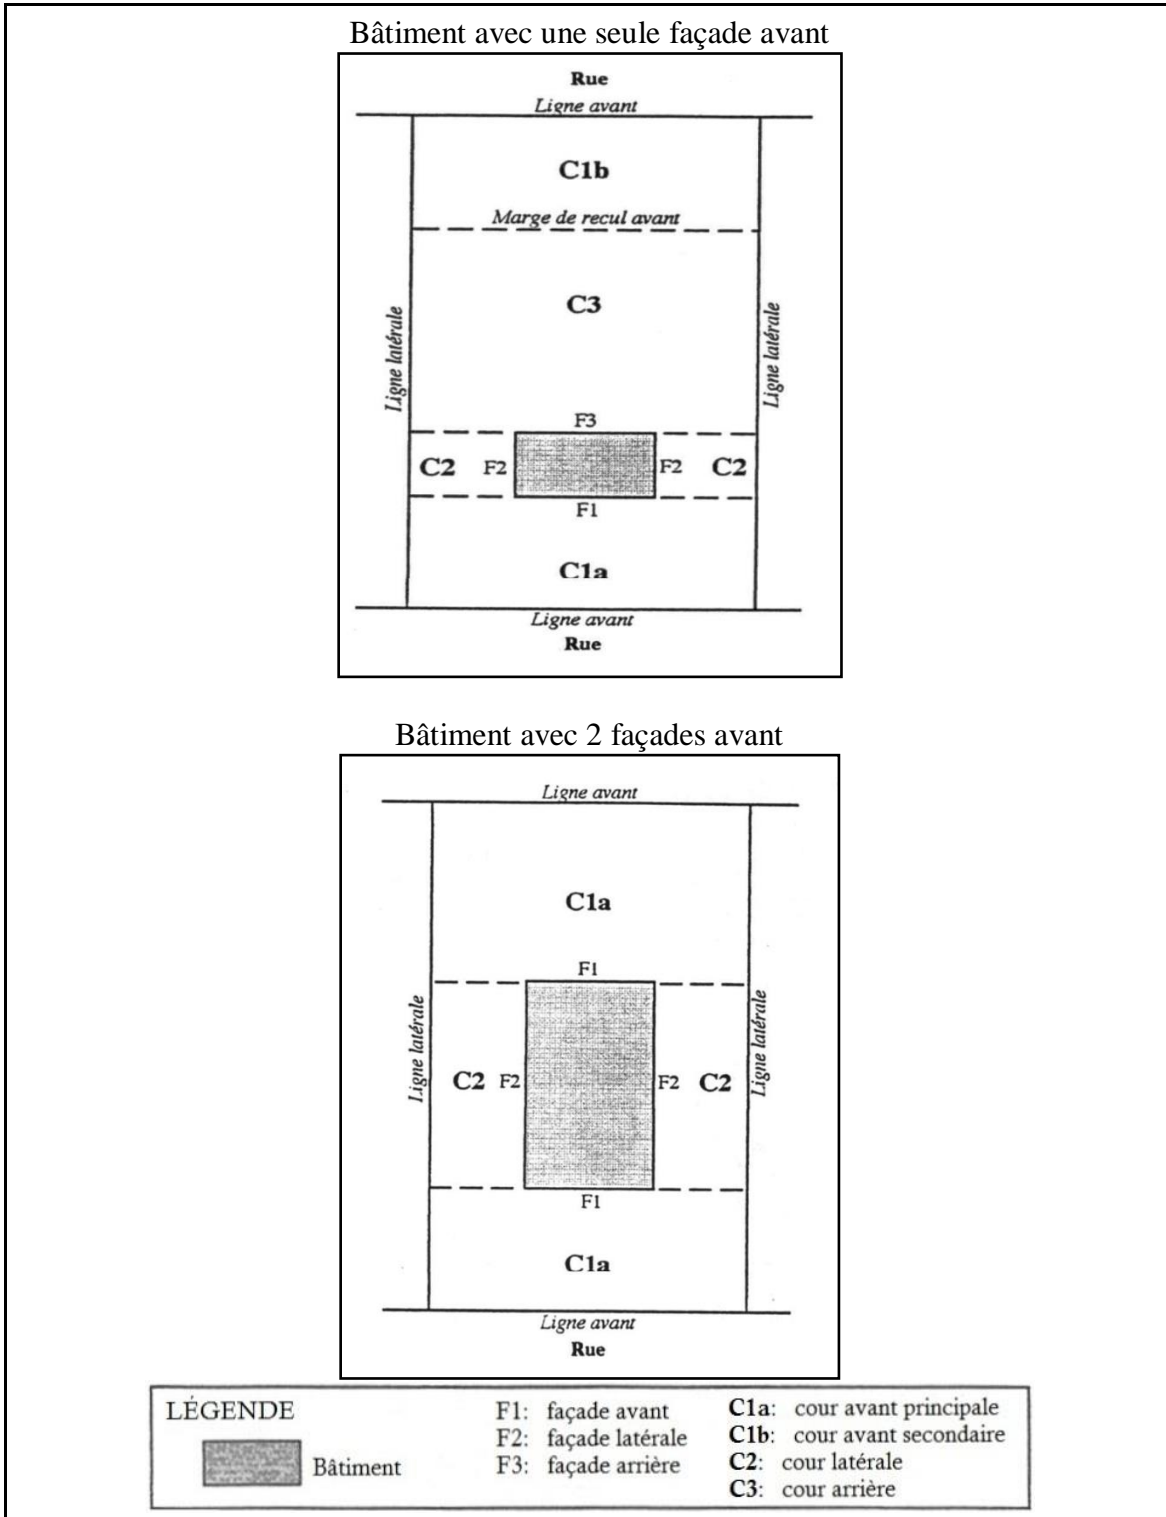 Bâtiment avec une seule façade avant
Rue
Ligne avant
C1b
Marge de recul avant
C3
Ligne latérale
Ligne latérale
F3
C2 F2 F2 C2
F1
C1a
Ligne avant
Rue
Bâtiment avec 2 façades avant
Ligne avant
C1a
F1
Ligne latérale
Ligne latérale
C2 F2 F2 C2
F1
C1a
Ligne avant
Rue
LÉGENDE
Bâtiment
F1: façade avant
F2: façade latérale
F3: façade arrière
C1a: cour avant principale
C1b: cour avant secondaire
C2: cour latérale
C3: cour arrière